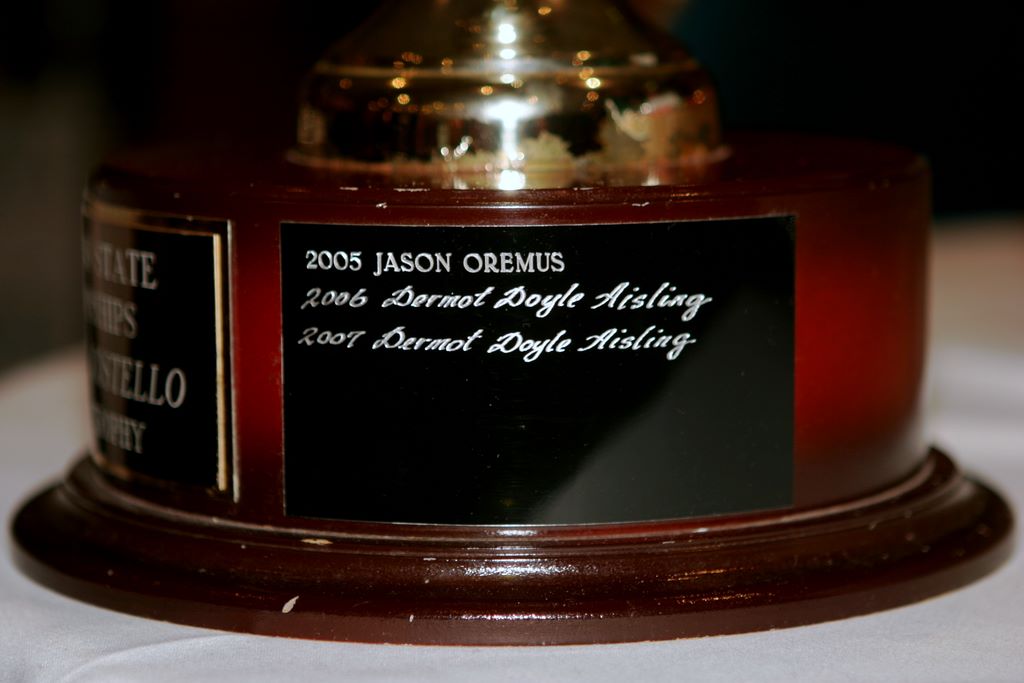 STATE
2005 JASON OREMUS
2006 Dermot Doyle Aisling
2007 Dermot Doyle Aisling